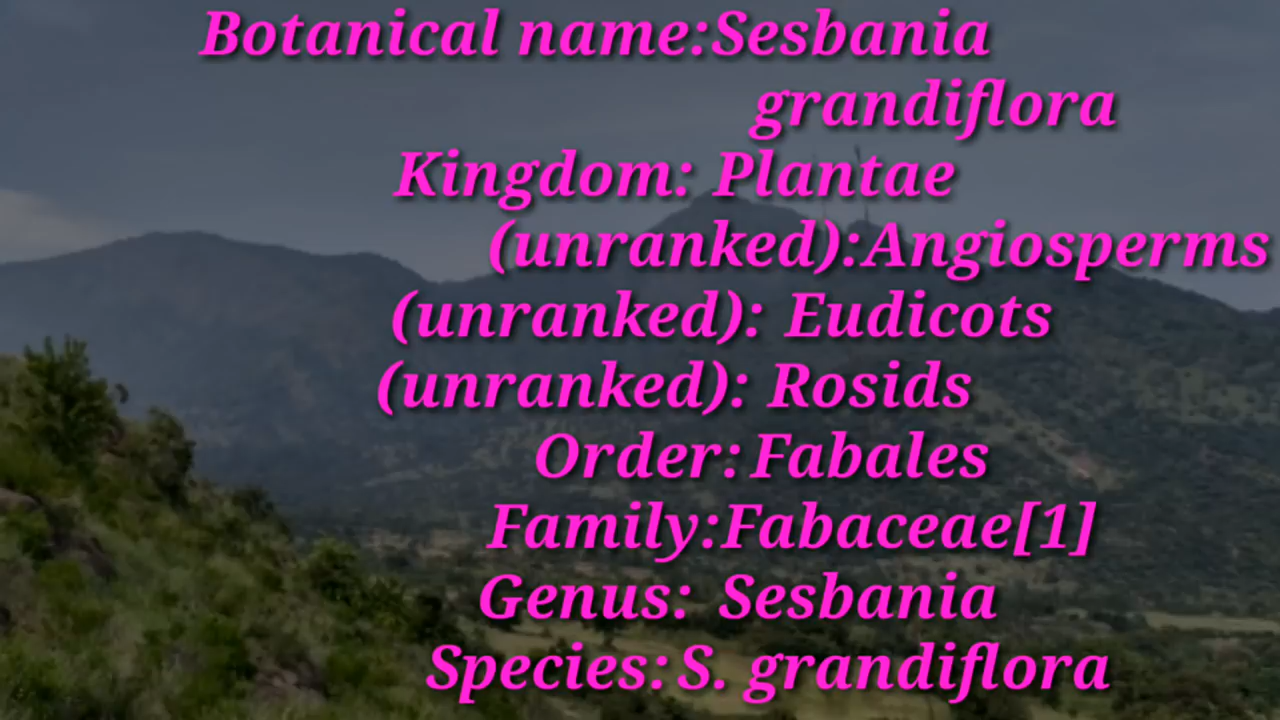 Botanical name:Sesbania
grandiflora
Kingdom: Plantae
(unranked):Angiosperms
(unranked): Eudicots
(unranked): Rosids
Order: Fabales
Family:Fabaceae[1]
Genus: Sesbania
Species: S. grandiflora